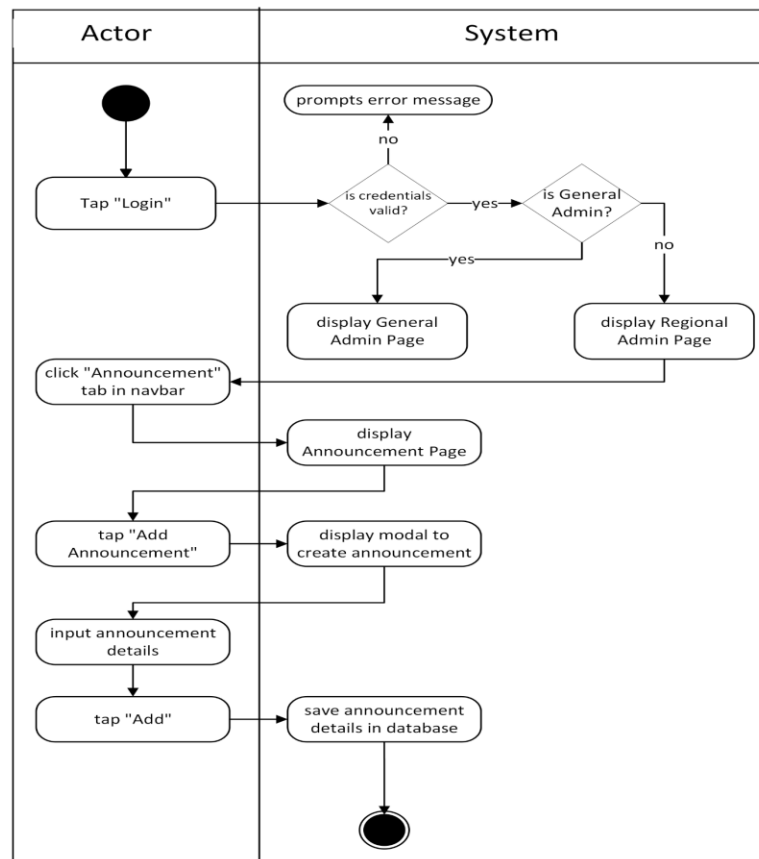 Actor
System
prompts error message
no
Tap "Login"
is credentials
valid?
yes
is General
Admin?
yes
no
display General
Admin Page
display Regional
Admin Page
click "Announcement"
tab in navbar
display
Announcement Page
tap "Add
Announcement"
display modal to
create announcement
input announcement
details
tap "Add"
save announcement
details in database